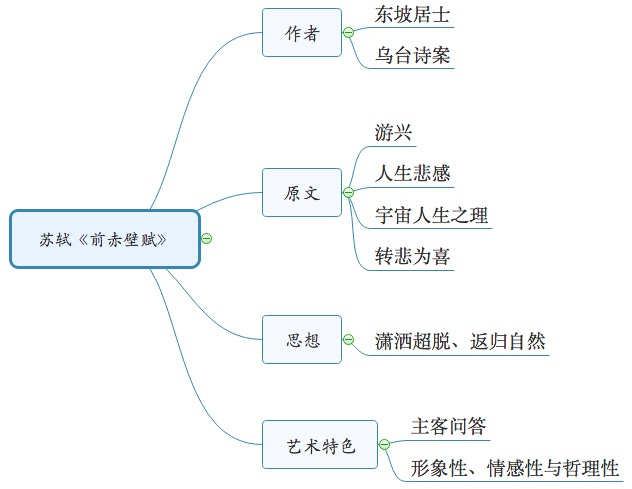 苏轼《前赤壁赋》
作者
东坡居士
乌台诗案
原文
游兴
人生悲感
宇宙人生之理
转悲为喜
思想
潇洒超脱、返归自然
艺术特色
主客问答
形象性、情感性与哲理性